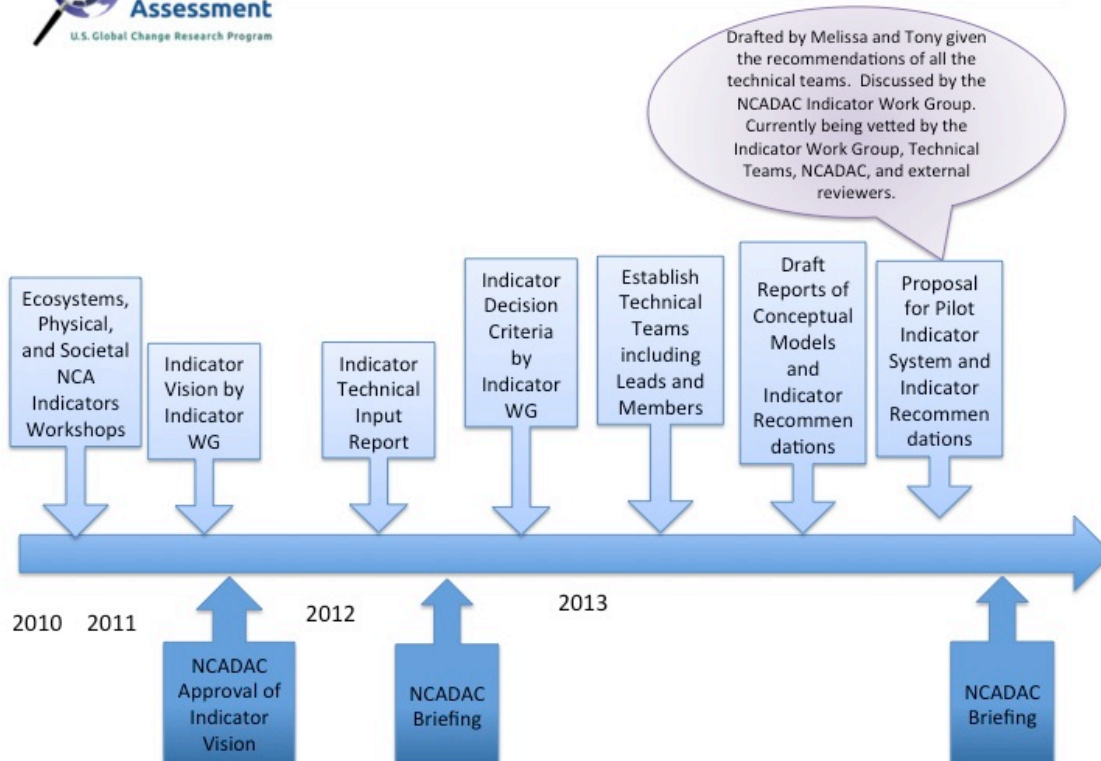 Assessment
U.S. Global Change Research Program
Drafted by Melissa and Tony given
the recommendations of all the
technical teams.  Discussed by the
NCADAC Indicator Work Group.
Currently being vetted by the
Indicator Work Group, Technical
Teams, NCADAC, and external
reviewers.
Ecosystems,
Physical,
and Societal
NCA
Indicators
Workshops
Indicator
Vision by
Indicator
WG
Indicator
Technical
Input
Report
Indicator
Decision
Criteria
by
Indicator
WG
Establish
Technical
Teams
including
Leads and
Members
Draft
Reports of
Conceptual
Models
and
Indicator
Recommen
dations
Proposal
for Pilot
Indicator
System and
Indicator
Recommen
dations
2010
2011
2012
2013
NCADAC
Approval of
Indicator
Vision
NCADAC
Briefing
NCADAC
Briefing